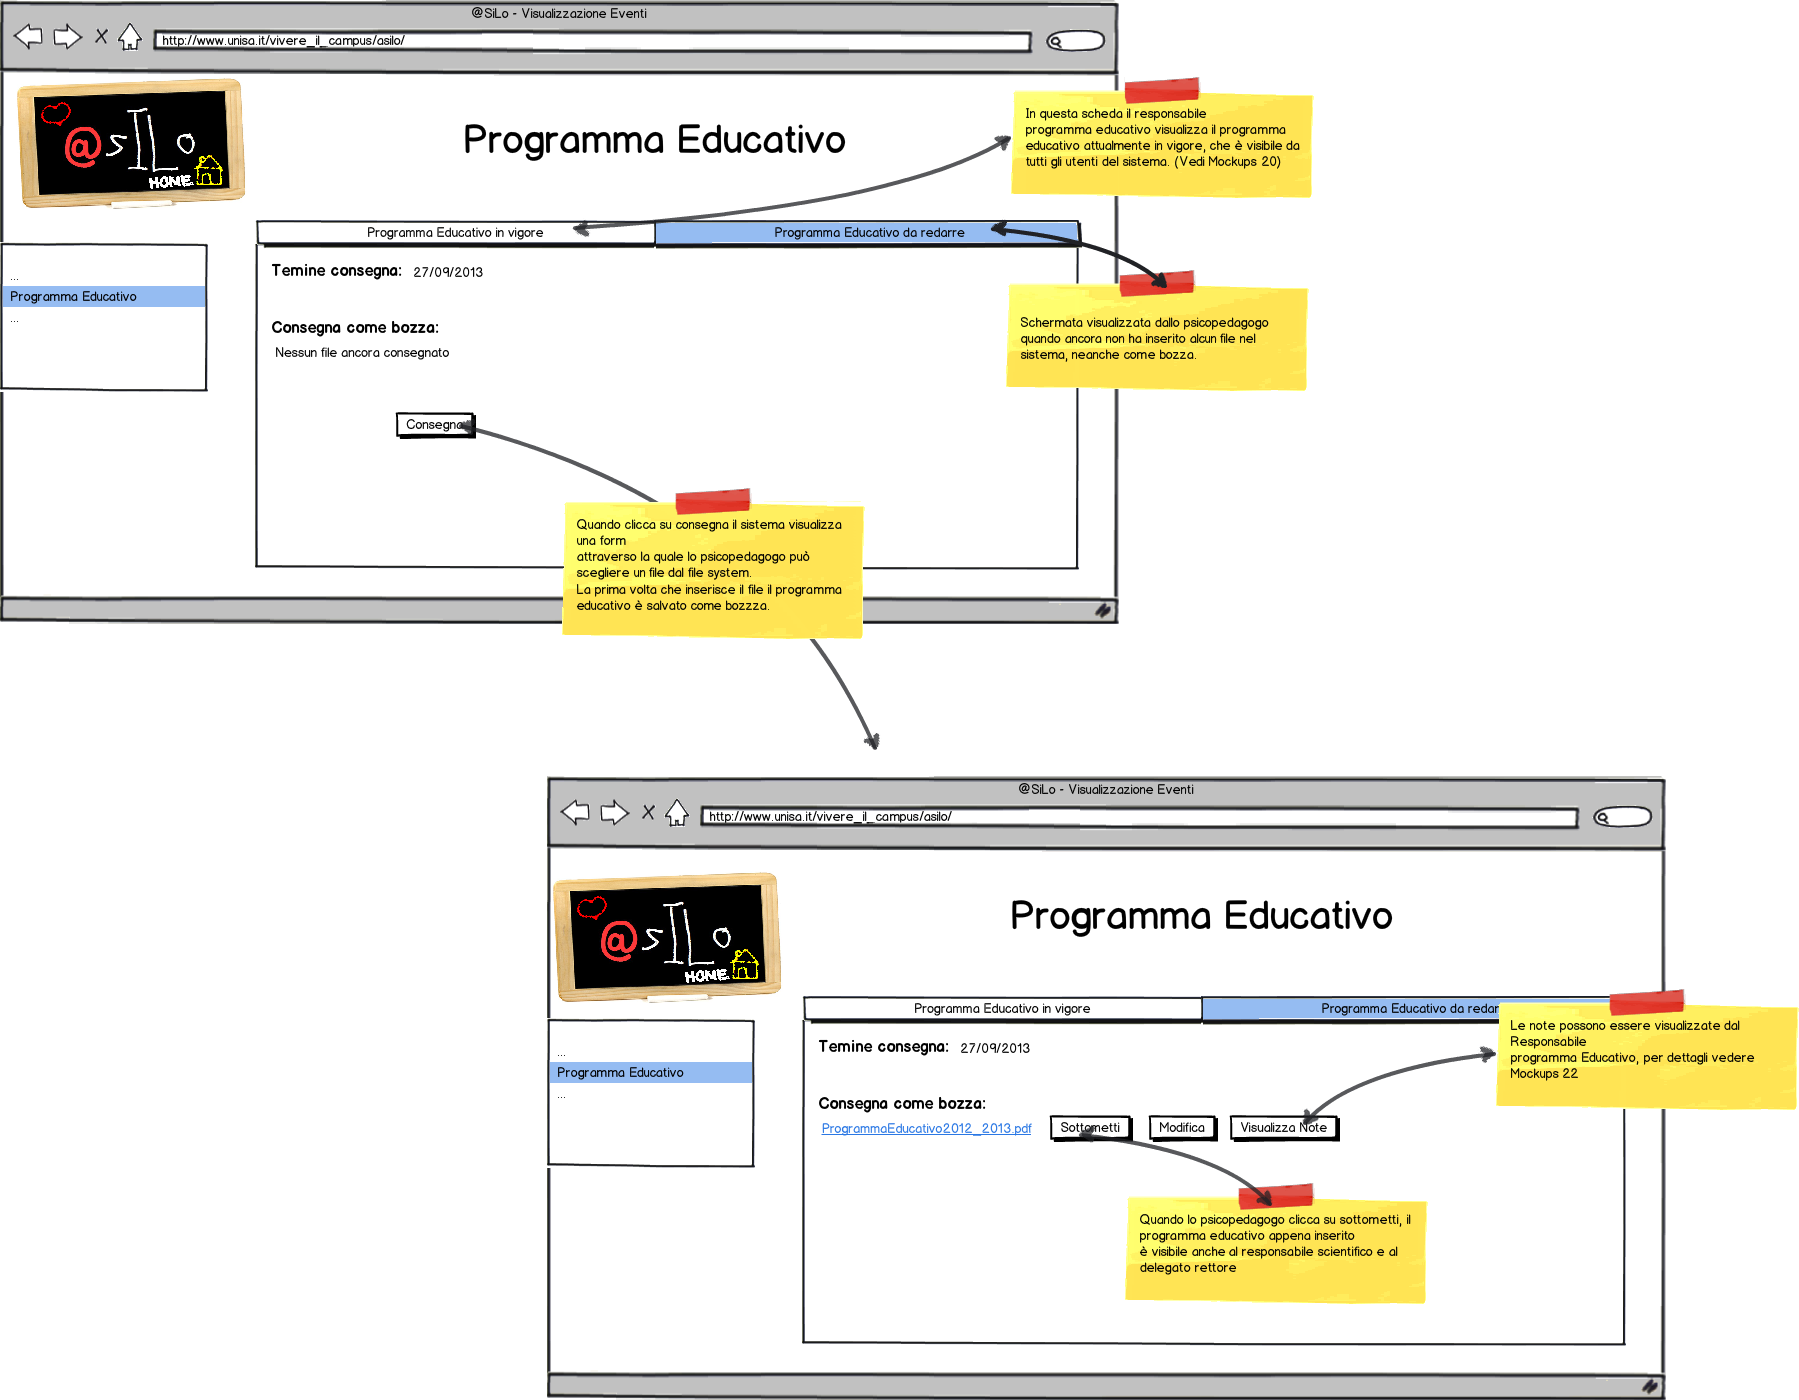 @SiLo - Visualizzazione Eventi
http://www.unisa.it/vivere_il_campus/asilo/
@sILo
HOME
Programma Educativo
In questa scheda il responsabile
programma educativo visualizza il programma
educativo attualmente in vigore, che è visibile da
tutti gli utenti del sistema. (Vedi Mockups 20)
Programma Educativo in vigore
Programma Educativo da redarre
...
Programma Educativo
...
Temine consegna: 27/09/2013
Consegna come bozza:
Nessun file ancora consegnato
Schermata visualizzata dallo psicopedagogo
quando ancora non ha inserito alcun file nel
sistema, neanche come bozza.
Consegna
Quando clicca su consegna il sistema visualizza
una form
attraverso la quale lo psicopedagogo può
scegliere un file dal file system.
La prima volta che inserisce il file il programma
educativo è salvato come bozzza.
@SiLo - Visualizzazione Eventi
http://www.unisa.it/vivere_il_campus/asilo/
@sILo
HOME
Programma Educativo
Programma Educativo in vigore
Programma Educativo da redar
Le note possono essere visualizzate dal
Responsabile
programma Educativo, per dettagli vedere
Mockups 22
...
Programma Educativo
...
Temine consegna: 27/09/2013
Consegna come bozza:
ProgrammaEducativo2012_2013.pdf
Sottometti
Modifica
Visualizza Note
Quando lo psicopedagogo clicca su sottometti, il
programma educativo appena inserito
è visibile anche al responsabile scientifico e al
delegato rettore